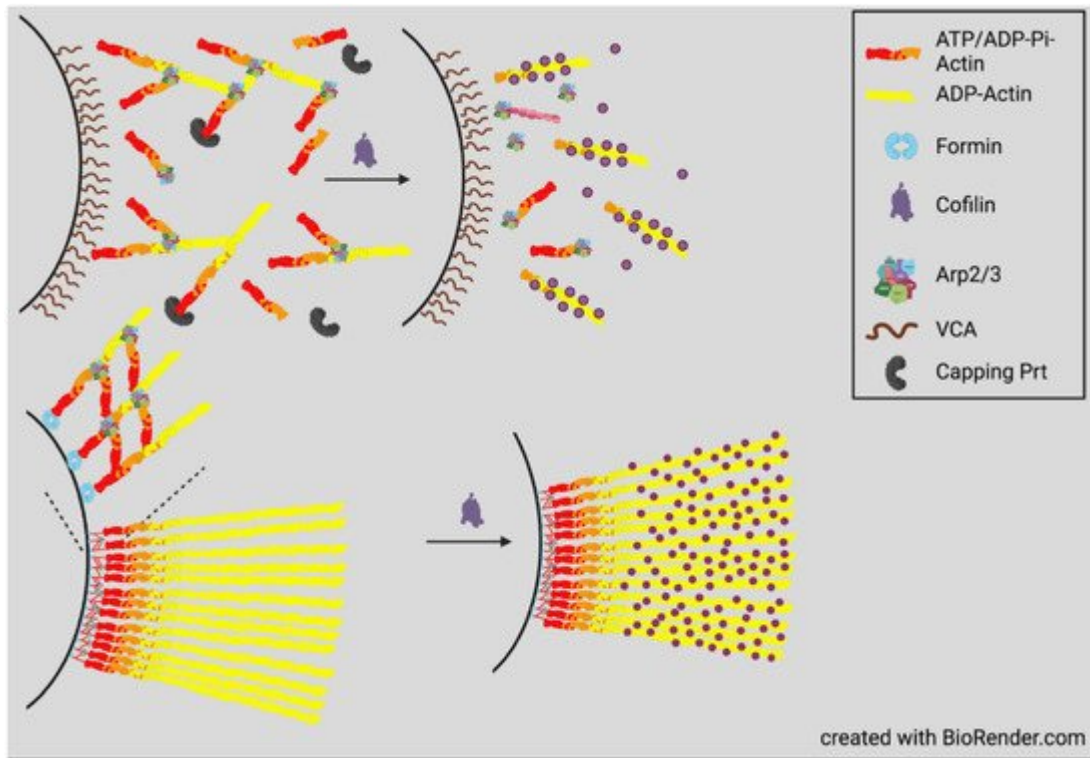 ATP/ADP-Pi-
Actin
ADP-Actin
Formin
Cofilin
Arp2/3
VCA
Capping Prt
created with BioRender.com